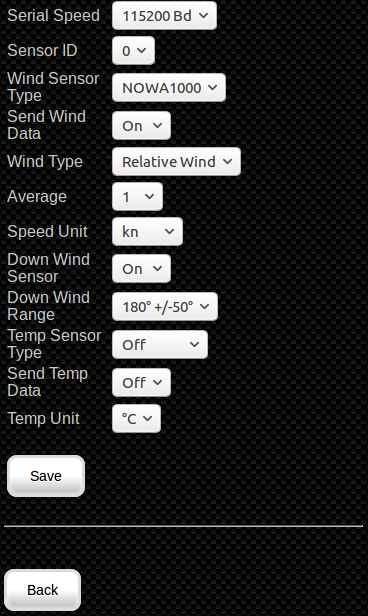 Serial Speed 115200 Bd
Sensor ID 0
Wind Sensor
Type NOWA1000
Send Wind
Data On
Wind Type Relative Wind
Average 1
Speed Unit kn
Down Wind
Sensor On
Down Wind
Range 180° +/-50°
Temp Sensor
Type Off
Send Temp
Data Off
Temp Unit °C
Save
Back